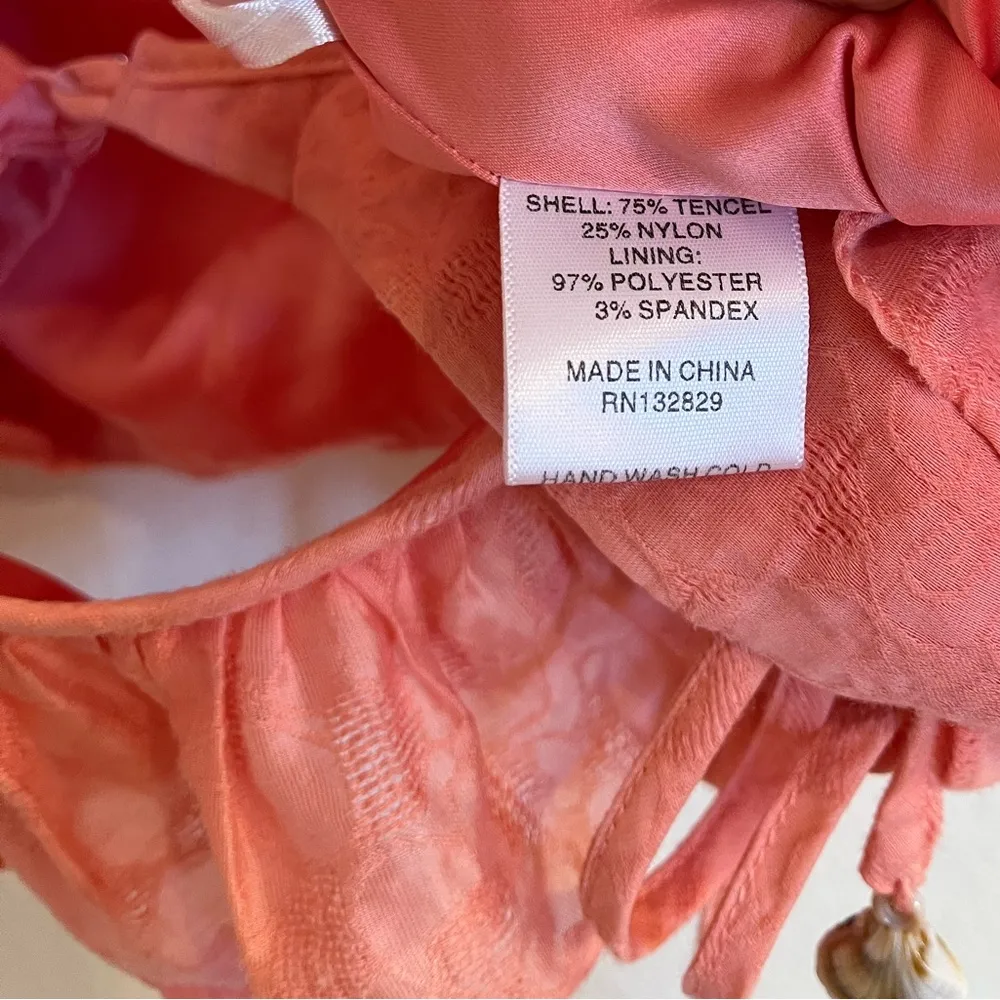 SHELL: 75% TENCEL
25% NYLON
LINING:
97% POLYESTER
3% SPANDEX
MADE IN CHINA
RN132829
HAND WASH COLD